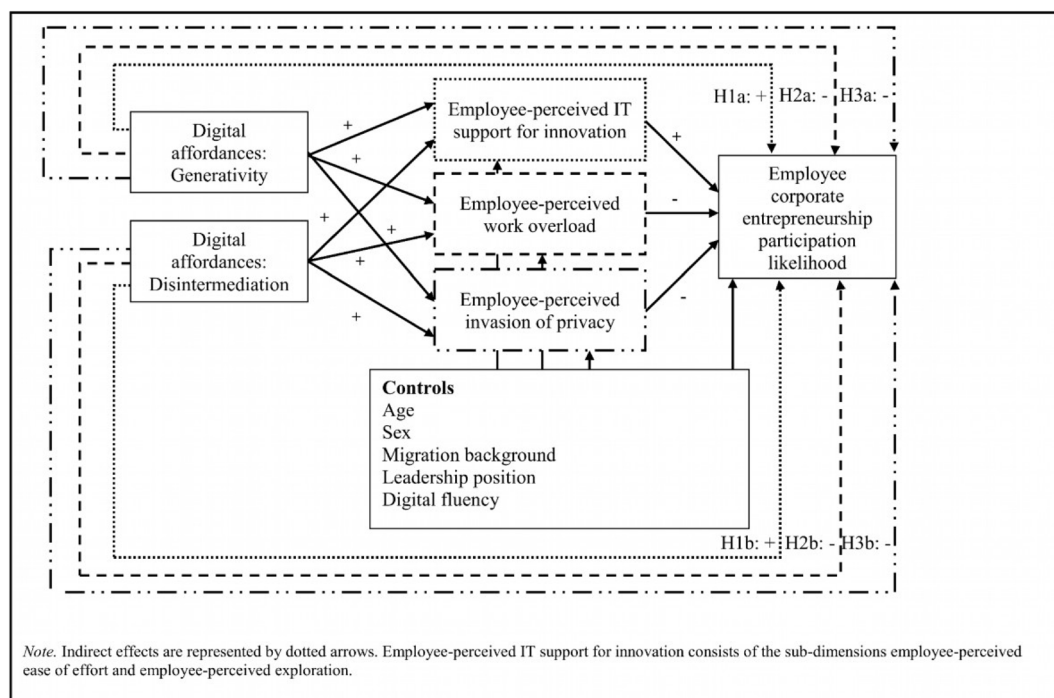 H1a: +
H2a: -
H3a: -
Digital
affordances:
Generativity
+
+
Employee-perceived IT
support for innovation
+
Employee
corporate
entrepreneurship
participation
likelihood
Employee-perceived
work overload
-
+
+
+
Digital
affordances:
Disintermediation
+
Employee-perceived
invasion of privacy
-
Controls
Age
Sex
Migration background
Leadership position
Digital fluency
H1b: +
H2b: -
H3b: -
Note. Indirect effects are represented by dotted arrows. Employee-perceived IT support for innovation consists of the sub-dimensions employee-perceived
ease of effort and employee-perceived exploration.